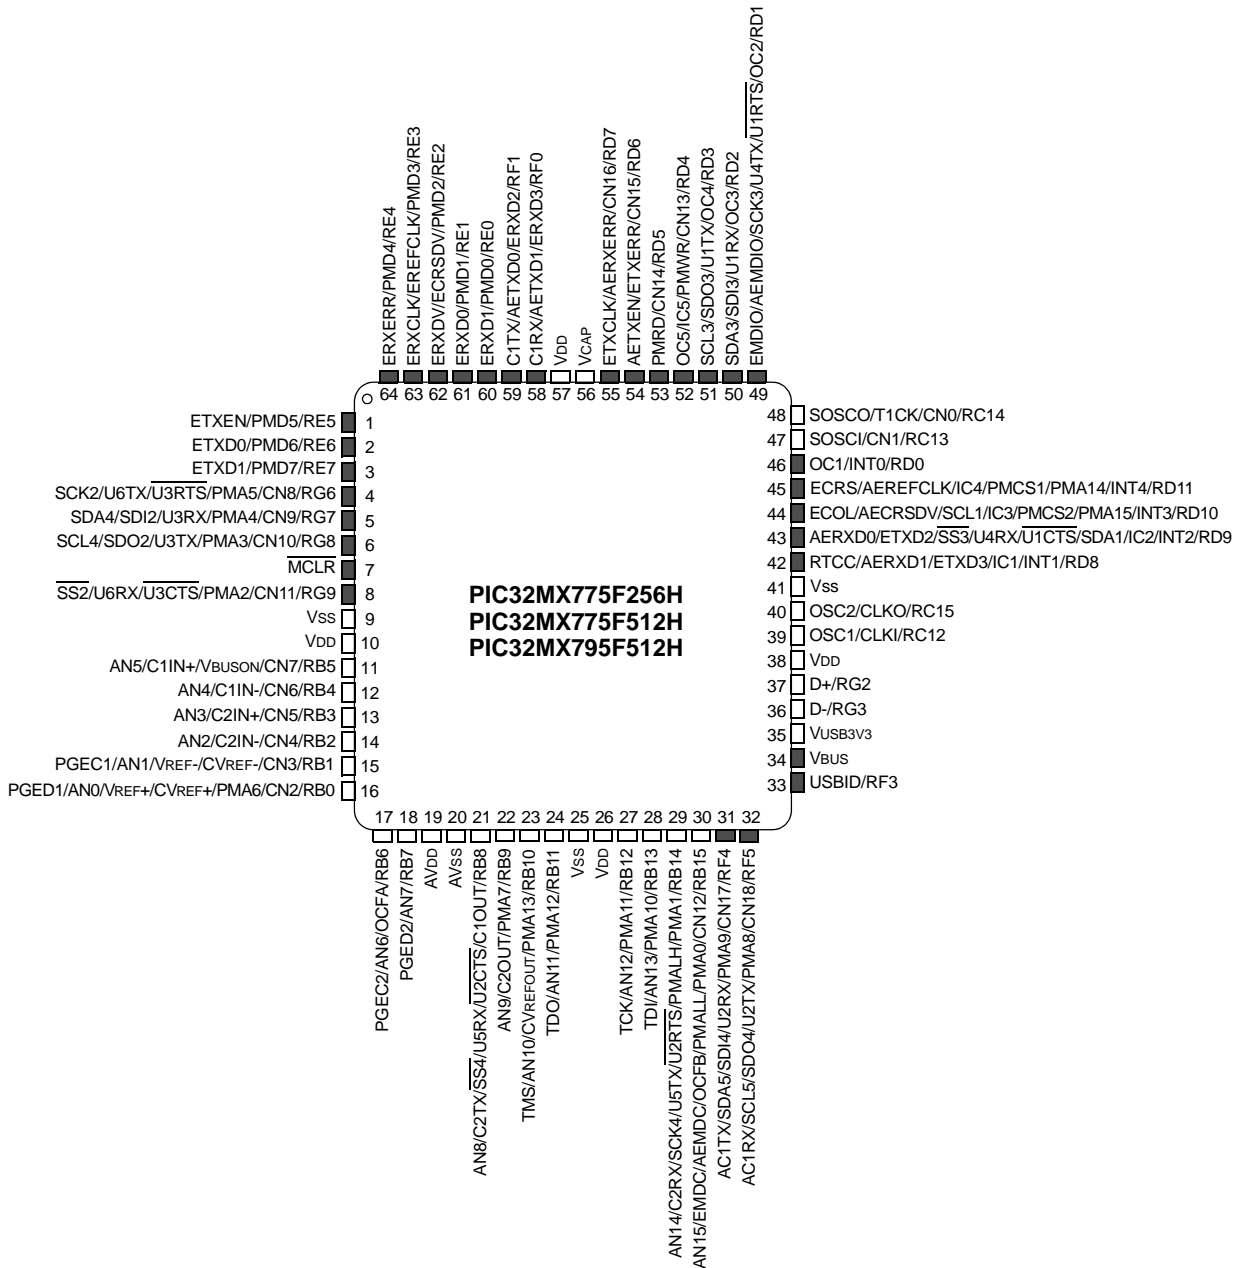 ERXERR/PMD4/RE4
ERXCLK/EREFCLK/PMD3/RE3
ERXDV/ECRSDV/PMD2/RE2
ERXD0/PMD1/RE1
ERXD1/PMD0/RE0
C1TX/AETXD0/ERXD2/RF1
C1RX/AETXD1/ERXD3/RF0
VDD
VCAP
ETXCLK/AERXERR/CN16/RD7
AETXEN/ETXERR/CN15/RD6
PMRD/CN14/RD5
OC5/IC5/PMWR/CN13/RD4
SCL3/SDO3/U1TX/OC4/RD3
SDA3/SDI3/U1RX/OC3/RD2
EMDIO/AEMDIO/SCK3/U4TX/U1RTS/OC2/RD1
64 63 62 61 60 59 58 57 56 55 54 53 52 51 50 49
ETXEN/PMD5/RE5 1
ETXD0/PMD6/RE6 2
ETXD1/PMD7/RE7 3
SCK2/U6TX/U3RTS/PMA5/CN8/RG6 4
SDA4/SDI2/U3RX/PMA4/CN9/RG7 5
SCL4/SDO2/U3TX/PMA3/CN10/RG8 6
MCLR 7
SS2/U6RX/U3CTS/PMA2/CN11/RG9 8
VSS 9
VDD 10
AN5/C1IN+/VBUSON/CN7/RB5 11
AN4/C1IN-/CN6/RB4 12
AN3/C2IN+/CN5/RB3 13
AN2/C2IN-/CN4/RB2 14
PGEC1/AN1/VREF-/CVREF-/CN3/RB1 15
PGED1/AN0/VREF+/CVREF+/PMA6/CN2/RB0 16
PIC32MX775F256H
PIC32MX775F512H
PIC32MX795F512H
48 SOSCO/T1CK/CN0/RC14
47 SOSCI/CN1/RC13
46 OC1/INT0/RD0
45 ECRS/AEREFCLK/IC4/PMCS1/PMA14/INT4/RD11
44 ECOL/AECRSDV/SCL1/IC3/PMCS2/PMA15/INT3/RD10
43 AERXD0/ETXD2/SS3/U4RX/U1CTS/SDA1/IC2/INT2/RD9
42 RTCC/AERXD1/ETXD3/IC1/INT1/RD8
41 Vss
40 OSC2/CLKO/RC15
39 OSC1/CLKI/RC12
38 VDD
37 D+/RG2
36 D-/RG3
35 VUSB3V3
34 VBUS
33 USBID/RF3
17 18 19 20 21 22 23 24 25 26 27 28 29 30 31 32
PGEC2/AN6/OCFA/RB6
PGED2/AN7/RB7
AVDD
AVSS
AN8/C2TX/SS4/U5RX/U2CTS/C1OUT/RB8
AN9/C2OUT/PMA7/RB9
TMS/AN10/CVREFOUT/PMA13/RB10
TDO/AN11/PMA12/RB11
VSS
VDD
TCK/AN12/PMA11/RB12
TDI/AN13/PMA10/RB13
AN14/C2RX/SCK4/U5TX/U2RTS/PMALH/PMA1/RB14
AN15/EMDC/AEMDC/OCFB/PMALL/PMA0/CN12/RB15
AC1TX/SDA5/SDI4/U2RX/PMA9/CN17/RF4
AC1RX/SCL5/SDO4/U2TX/PMA8/CN18/RF5